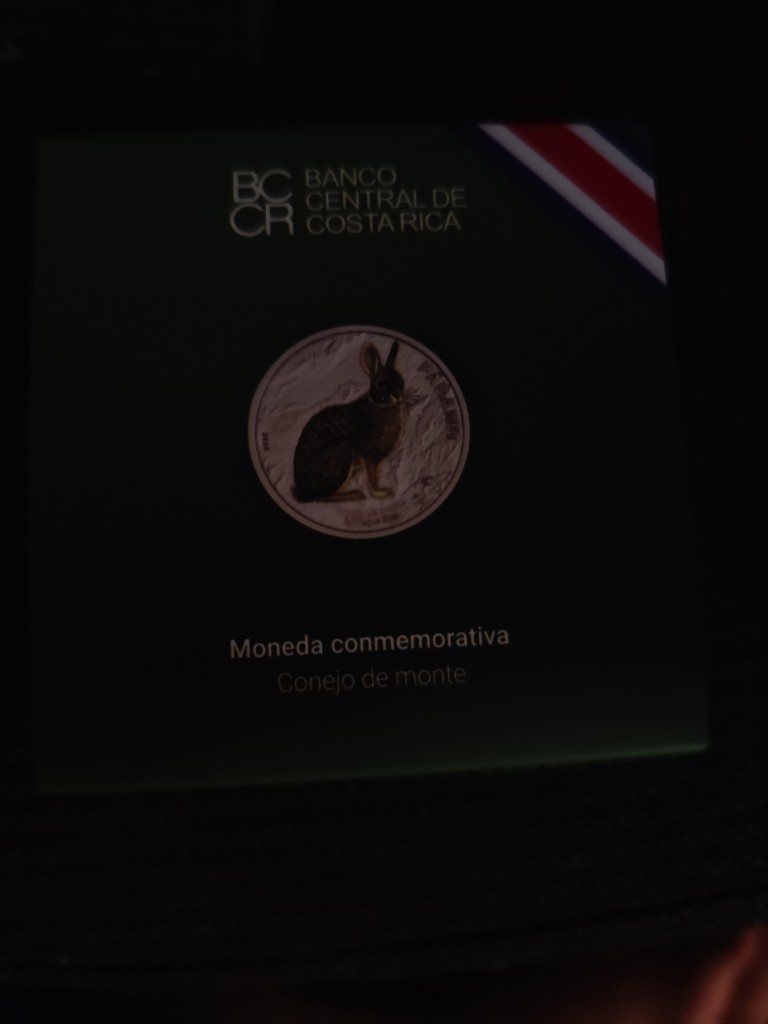 BC
CR
BANCO
CENTRAL DE
COSTA RICA
Moneda conmemorativa
Conejo de monte